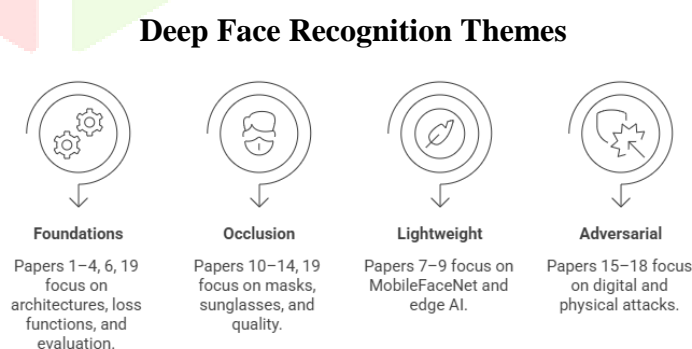 Deep Face Recognition Themes
Foundations
Papers 1–4, 6, 19
focus on
architectures, loss
functions, and
evaluation.
Occlusion
Papers 10–14, 19
focus on masks,
sunglasses, and
quality.
Lightweight
Papers 7–9 focus on
MobileFaceNet and
edge AI.
Adversarial
Papers 15–18 focus
on digital and
physical attacks.